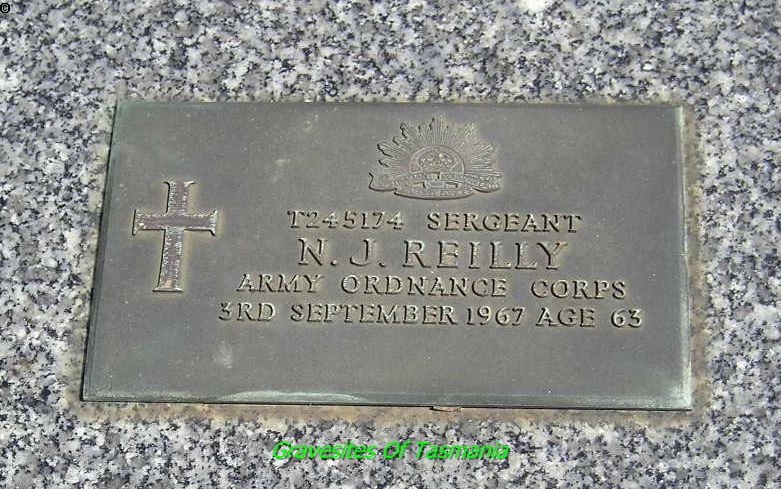 ©
T245174 SERGEANT
N. J. REILLY
ARMY ORDNANCE CORPS
3RD SEPTEMBER 1967 AGE 63
Gravesites Of Tasmania